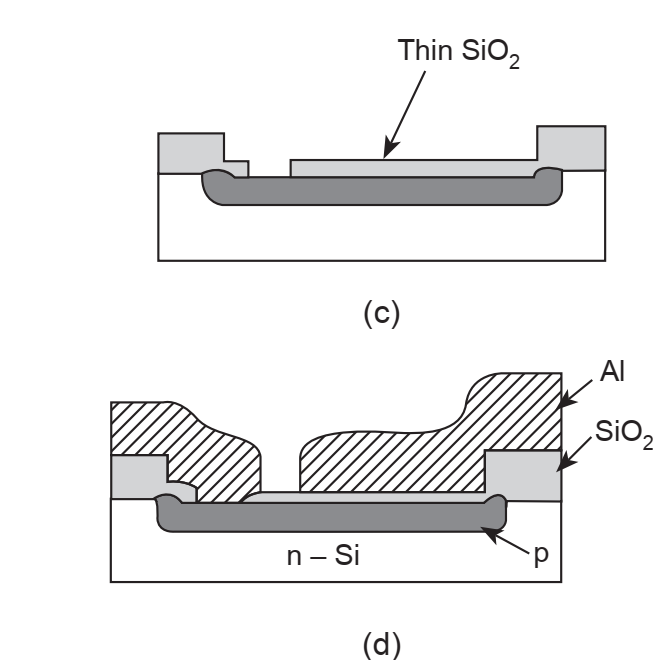 Thin SiO₂
(c)
Al
SiO₂
n – Si
p
(d)